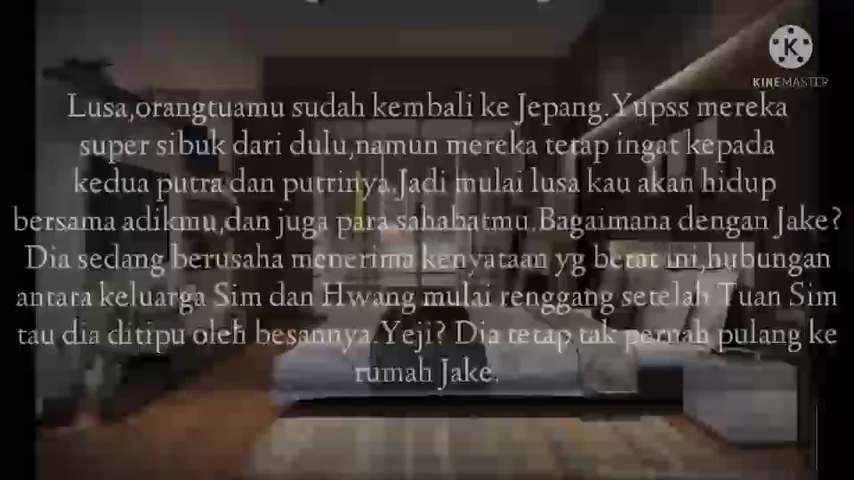 KINEMASTER
Lusa,orangtuamu sudah kembali ke Jepang.Yupss mereka
super sibuk dari dulu,namun mereka tetap ingat kepada
kedua putra dan putrinya.Jadi mulai lusa kau akan hidup
bersama adikmu,dan juga para sahabatmu.Bagaimana dengan Jake?
Dia sedang berusaha menerima kenyataan yg berat ini,hubungan
antara keluarga Sim dan Hwang mulai renggang setelah Tuan Sim
tau dia ditipu oleh besannya.Yeji? Dia tetap tak pernah pulang ke
rumah Jake.